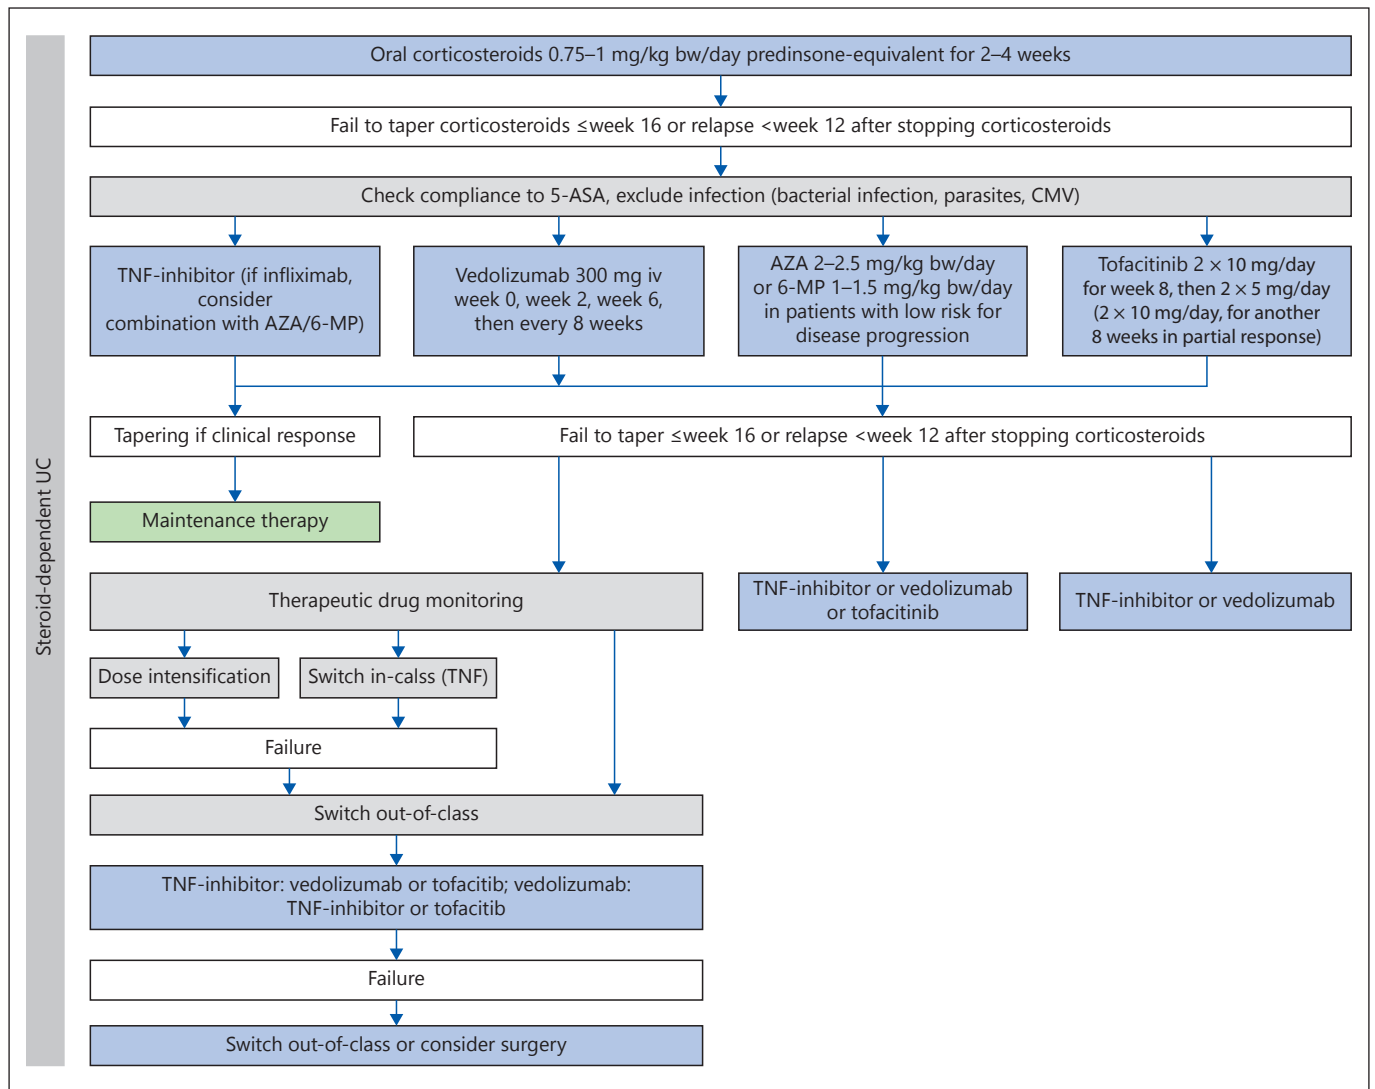 Steroid-dependent UC
Oral corticosteroids 0.75–1 mg/kg bw/day predinsone-equivalent for 2–4 weeks
Fail to taper corticosteroids ≤week 16 or relapse <week 12 after stopping corticosteroids
Check compliance to 5-ASA, exclude infection (bacterial infection, parasites, CMV)
TNF-inhibitor (if infliximab,
consider
combination with AZA/6-MP)
Vedolizumab 300 mg iv
week 0, week 2, week 6,
then every 8 weeks
AZA 2–2.5 mg/kg bw/day
or 6-MP 1–1.5 mg/kg bw/day
in patients with low risk for
disease progression
Tofacitinib 2 × 10 mg/day
for week 8, then 2 × 5 mg/day
(2 × 10 mg/day, for another
8 weeks in partial response)
Tapering if clinical response
Fail to taper ≤week 16 or relapse <week 12 after stopping corticosteroids
Maintenance therapy
Therapeutic drug monitoring
TNF-inhibitor or vedolizumab
or tofacitinib
TNF-inhibitor or vedolizumab
Dose intensification
Switch in-calss (TNF)
Failure
Switch out-of-class
TNF-inhibitor: vedolizumab or tofacitib; vedolizumab:
TNF-inhibitor or tofacitib
Failure
Switch out-of-class or consider surgery